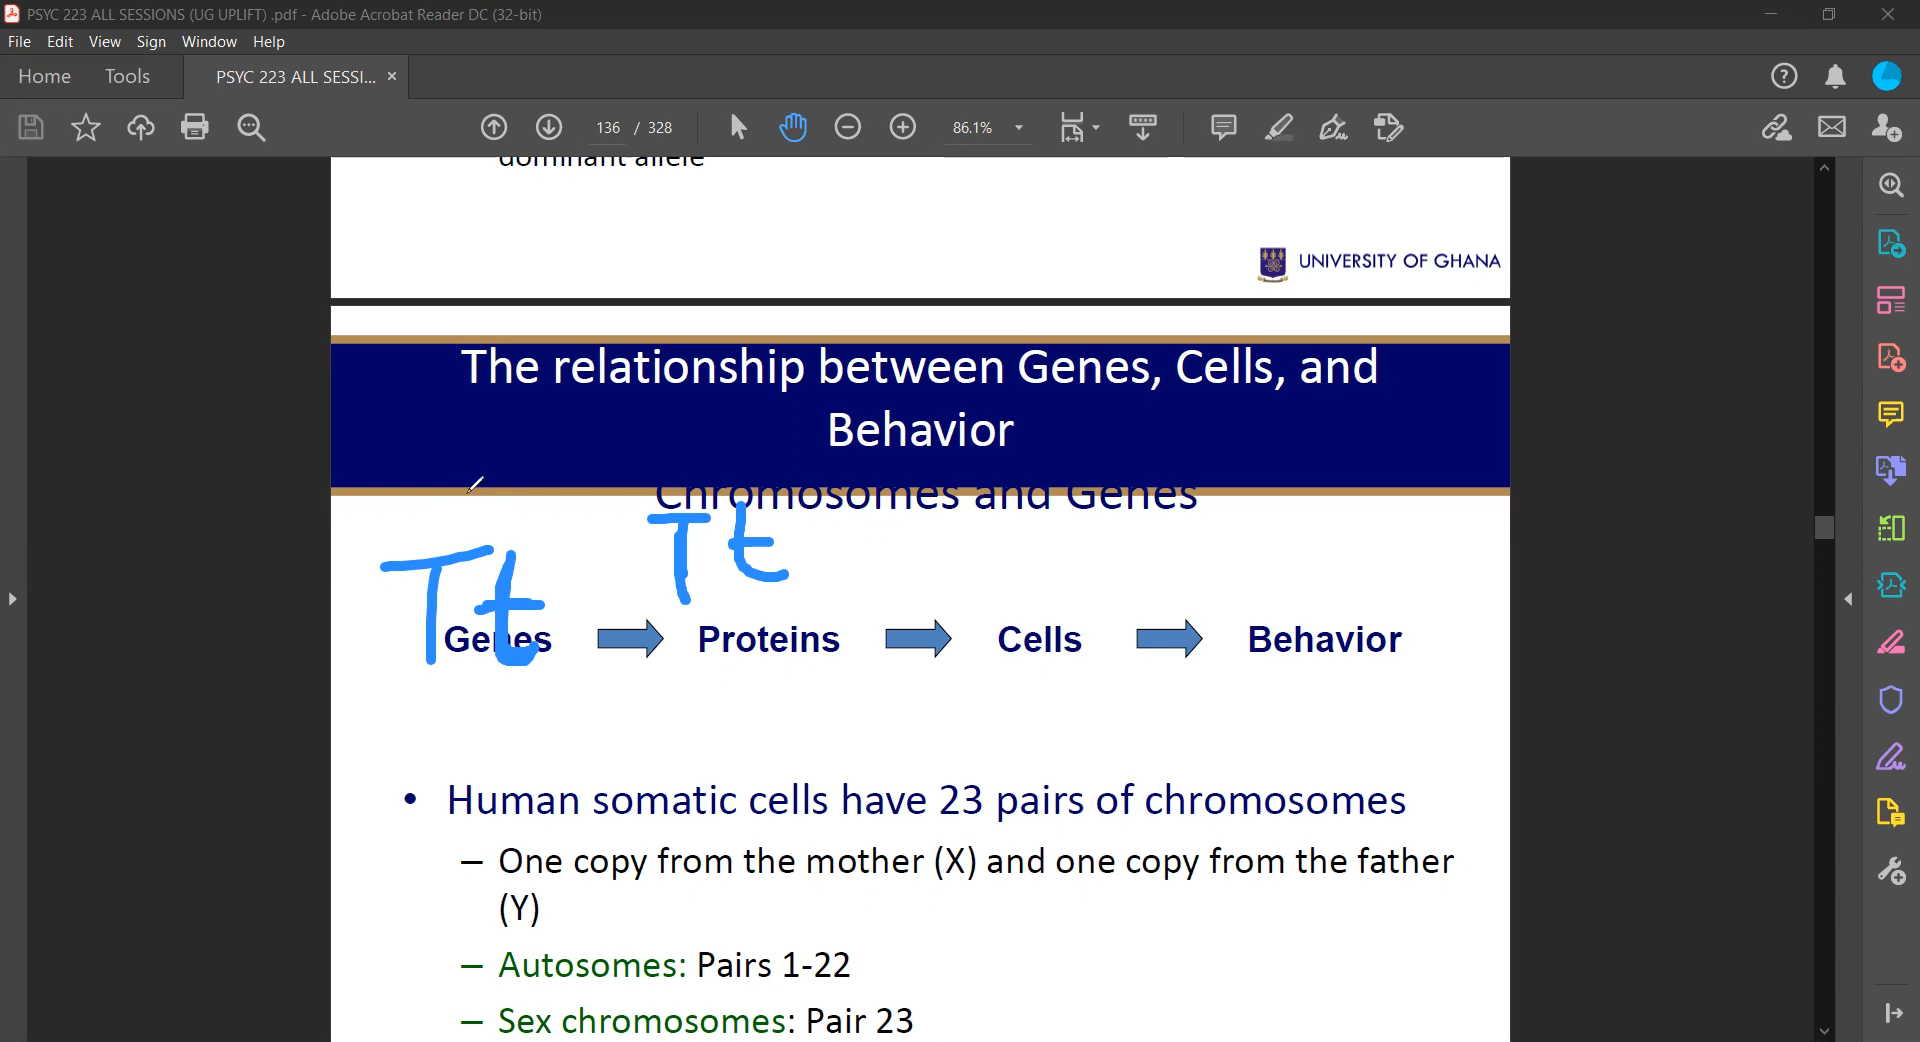 PSYC 223 ALL SESSIONS (UG UPLIFT) .pdf - Adobe Acrobat Reader DC (32-bit)
File Edit View Sign Window Help
Home Tools PSYC 223 ALL SESSI... ×
136 / 328 86.1%
dominant allele
UNIVERSITY OF GHANA
The relationship between Genes, Cells, and
Behavior
Chromosomes and Genes
Tt
Tt
Genes Proteins Cells Behavior
• Human somatic cells have 23 pairs of chromosomes
– One copy from the mother (X) and one copy from the father
(Y)
– Autosomes: Pairs 1-22
– Sex chromosomes: Pair 23